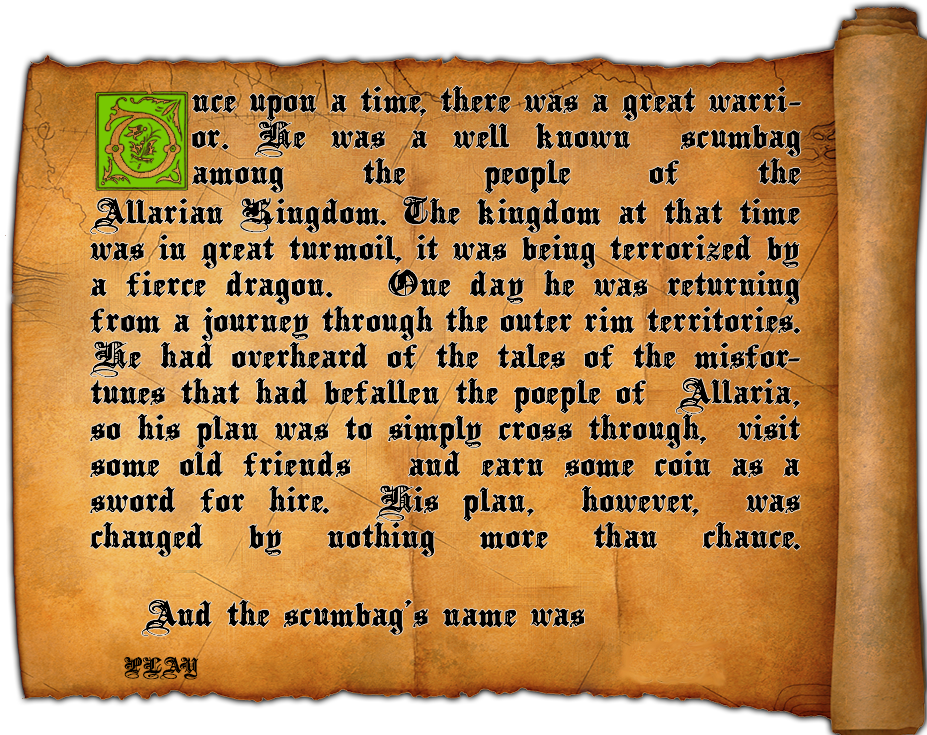 Once upon a time, there was a great warri-
or. He was a well known scumbag
among the people of the
Allarian Kingdom. The kingdom at that time
was in great turmoil, it was being terrorized by
a fierce dragon. One day he was returning
from a journey through the outer rim territories.
He had overheard of the tales of the misfor-
tunes that had befallen the poeple of Allaria,
so his plan was to simply cross through, visit
some old friends and earn some coin as a
sword for hire. His plan, however, was
changed by nothing more than chance.
And the scumbag's name was
PLAY